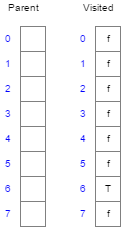 Parent Visited
0 0 f
1 1 f
2 2 f
3 3 f
4 4 f
5 5 f
6 6 T
7 7 f